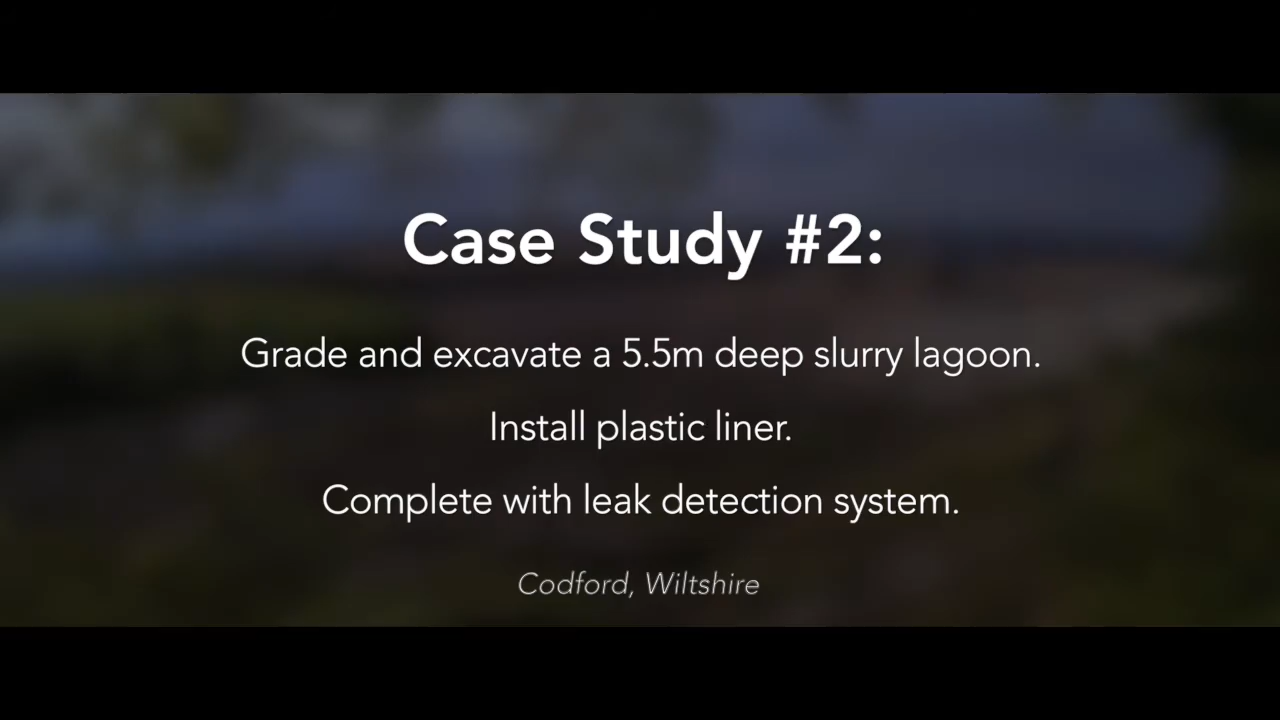 Case Study #2:
Grade and excavate a 5.5m deep slurry lagoon.
Install plastic liner.
Complete with leak detection system.
Codford, Wiltshire